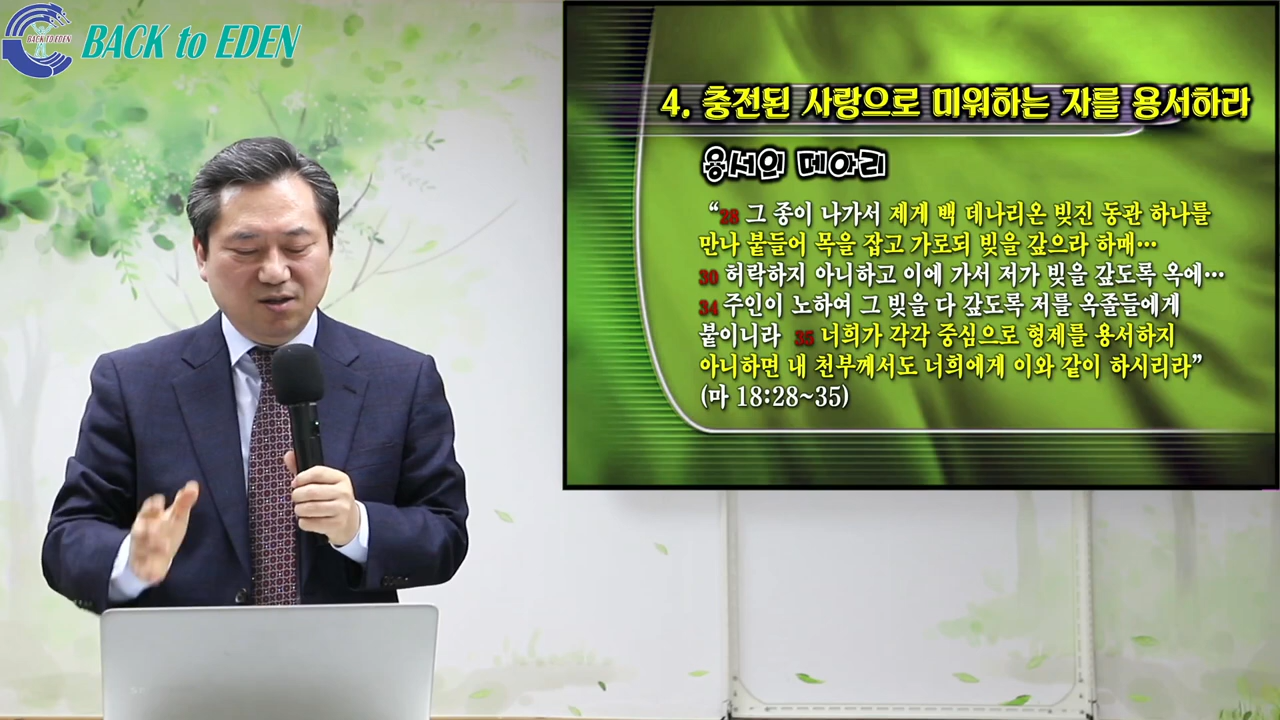 BACK TO EDEN
BACK to EDEN
4. 충전된 사랑으로 미워하는 자를 용서하라
용서의 메아리
“28 그 종이 나가서 제게 백 데나리온 빚진 동관 하나를
만나 붙들어 목을 잡고 가로되 빚을 갚으라 하매…
30 허락하지 아니하고 이에 가서 저가 빚을 갚도록 옥에…
34 주인이 노하여 그 빚을 다 갚도록 저를 옥졸들에게
붙이니라 35 너희가 각각 중심으로 형제를 용서하지
아니하면 내 천부께서도 너희에게 이와 같이 하시리라”
(마 18:28~35)